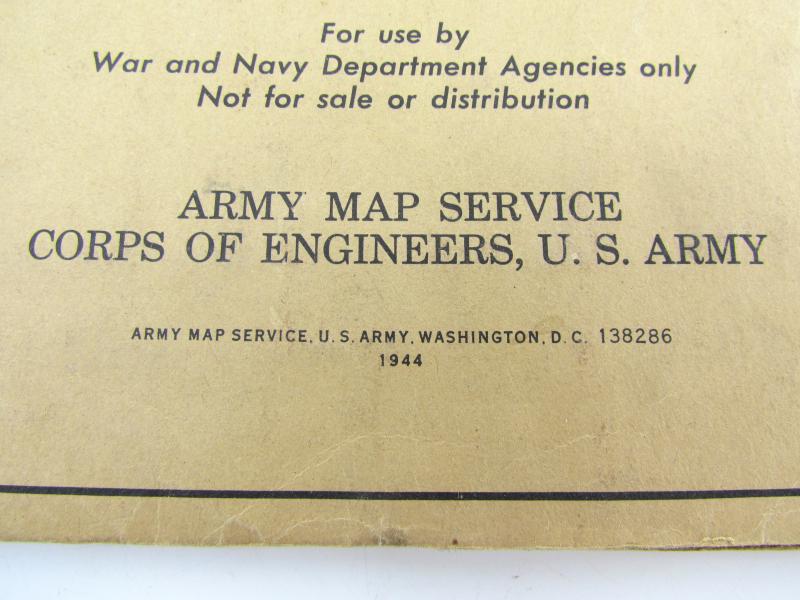 For use by
War and Navy Department Agencies only
Not for sale or distribution
ARMY MAP SERVICE
CORPS OF ENGINEERS, U. S. ARMY
ARMY MAP SERVICE, U. S. ARMY, WASHINGTON, D. C. 138286
1944